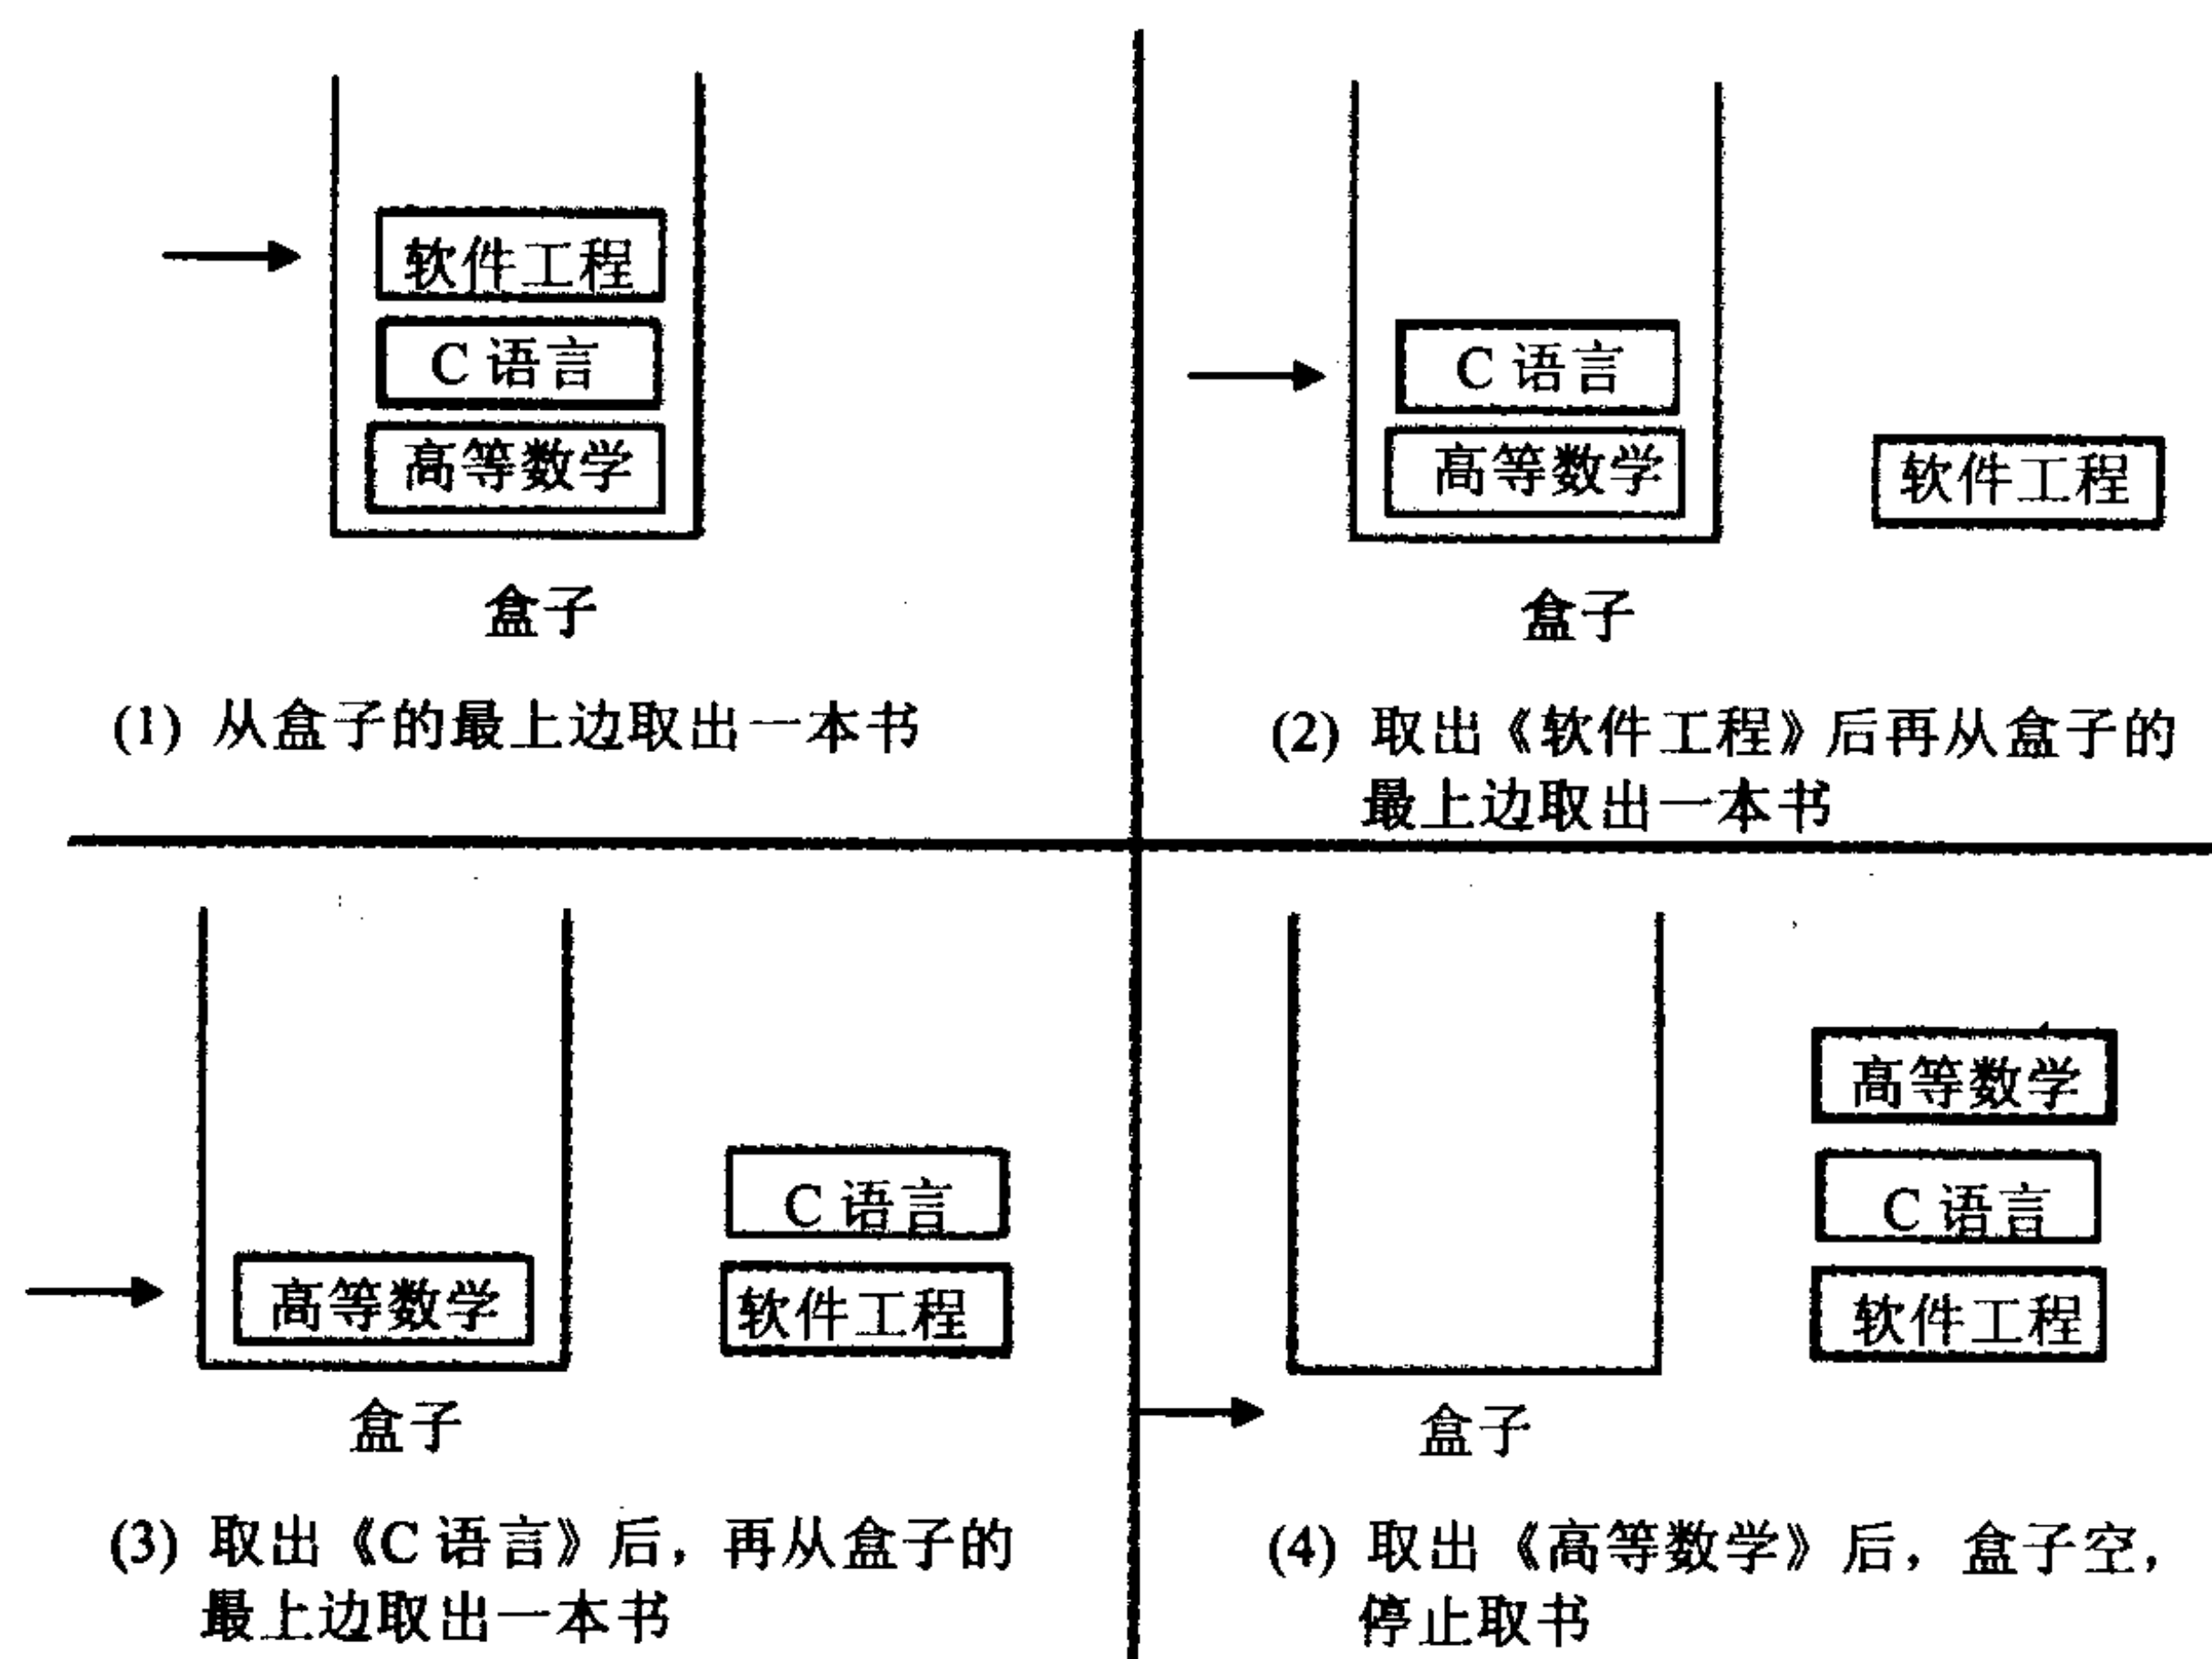 软件工程
C 语言
高等数学
盒子
(1) 从盒子的最上边取出一本书
C 语言
高等数学
软件工程
盒子
(2) 取出《软件工程》后再从盒子的
最上边取出一本书
高等数学
C 语言
软件工程
盒子
(3) 取出《C 语言》后，再从盒子的
最上边取出一本书
高等数学
C 语言
软件工程
盒子
(4) 取出《高等数学》后，盒子空，
停止取书